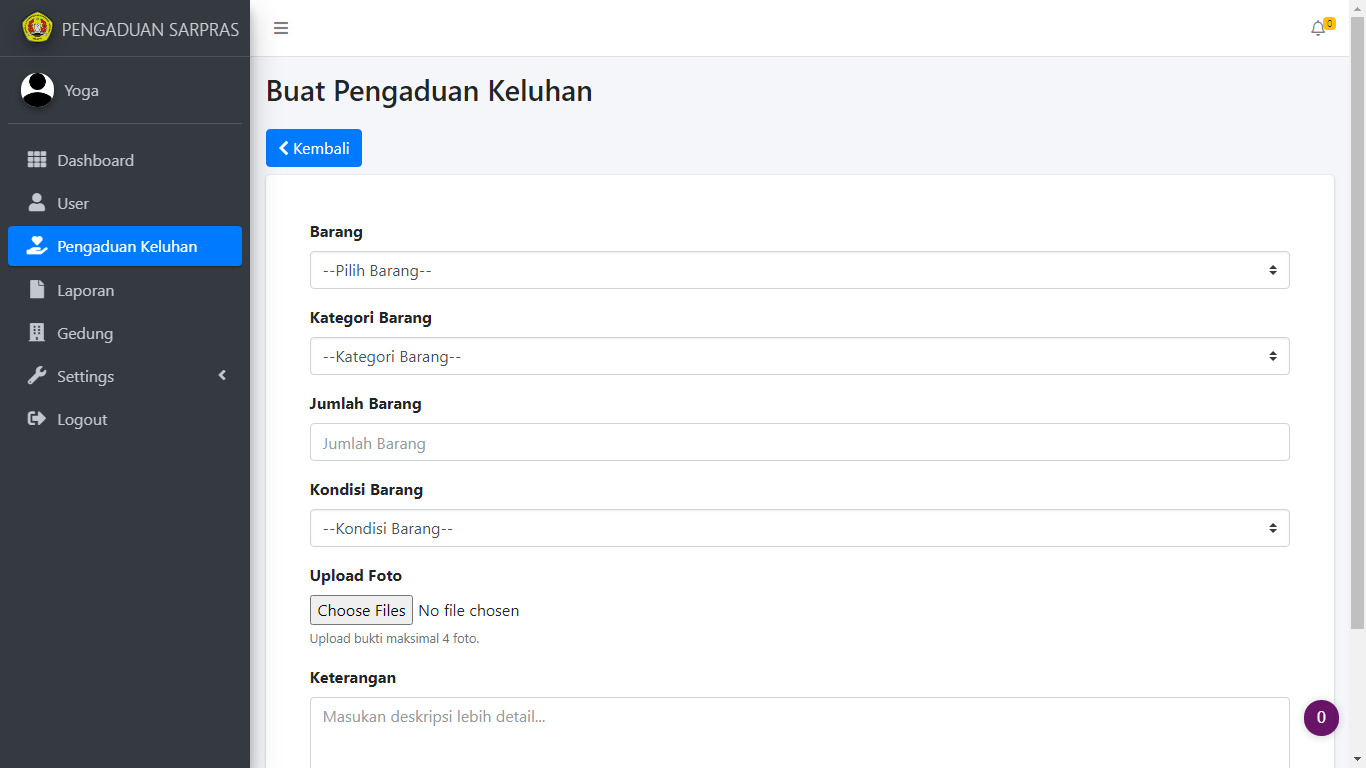 PENGADUAN SARPRAS
0
Yoga
Dashboard
User
Pengaduan Keluhan
Laporan
Gedung
Settings
Logout
Buat Pengaduan Keluhan
Kembali
Barang
--Pilih Barang--
Kategori Barang
--Kategori Barang--
Jumlah Barang
Jumlah Barang
Kondisi Barang
--Kondisi Barang--
Upload Foto
Choose Files No file chosen
Upload bukti maksimal 4 foto.
Keterangan
Masukan deskripsi lebih detail...
0